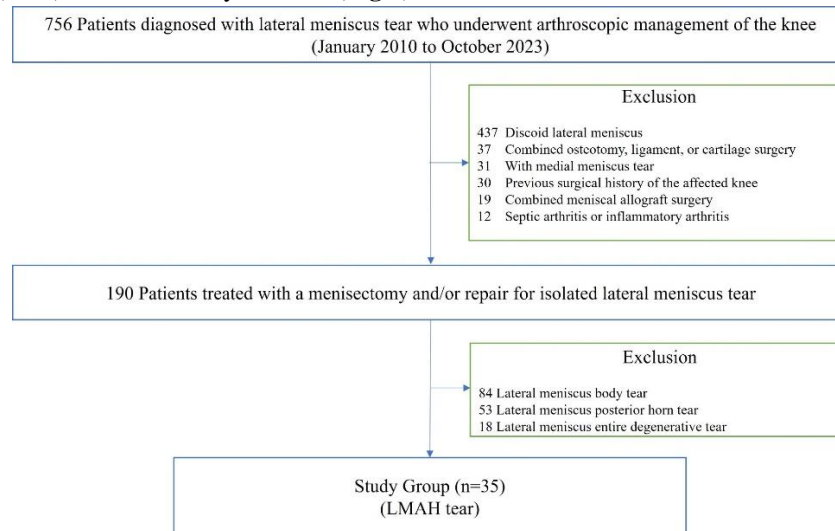 756 Patients diagnosed with lateral meniscus tear who underwent arthroscopic management of the knee
(January 2010 to October 2023)
Exclusion
437 Discoid lateral meniscus
37 Combined osteotomy, ligament, or cartilage surgery
31 With medial meniscus tear
30 Previous surgical history of the affected knee
19 Combined meniscal allograft surgery
12 Septic arthritis or inflammatory arthritis
190 Patients treated with a menisectomy and/or repair for isolated lateral meniscus tear
Exclusion
84 Lateral meniscus body tear
53 Lateral meniscus posterior horn tear
18 Lateral meniscus entire degenerative tear
Study Group (n=35)
(LMAH tear)